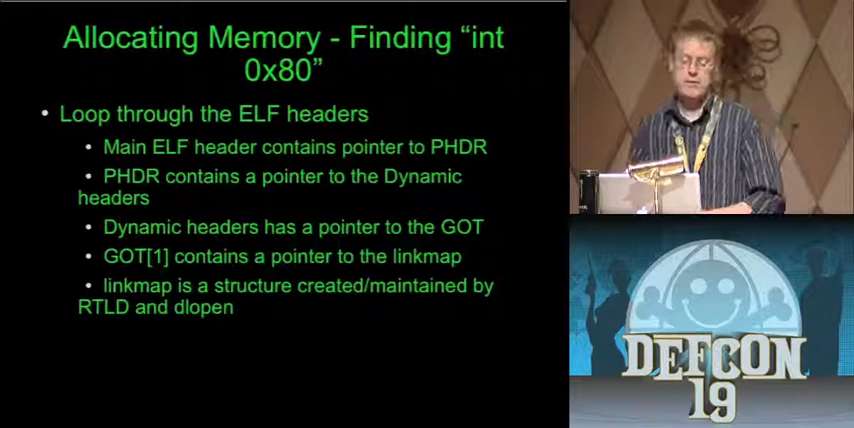 Allocating Memory - Finding “int
0x80”
• Loop through the ELF headers
• Main ELF header contains pointer to PHDR
• PHDR contains a pointer to the Dynamic
headers
• Dynamic headers has a pointer to the GOT
• GOT[1] contains a pointer to the linkmap
• linkmap is a structure created/maintained by
RTLD and dlopen
DEFCON
19